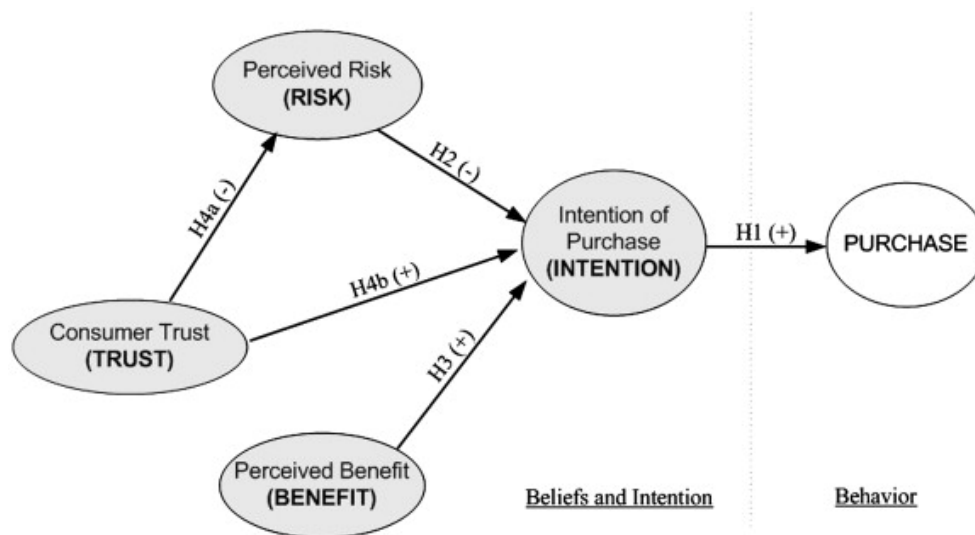 Perceived Risk
(RISK)
H2 (-)
H4a (-)
Intention of
Purchase
(INTENTION)
H1 (+)
PURCHASE
H4b (+)
Consumer Trust
(TRUST)
H3 (+)
Perceived Benefit
(BENEFIT)
Beliefs and Intention
Behavior